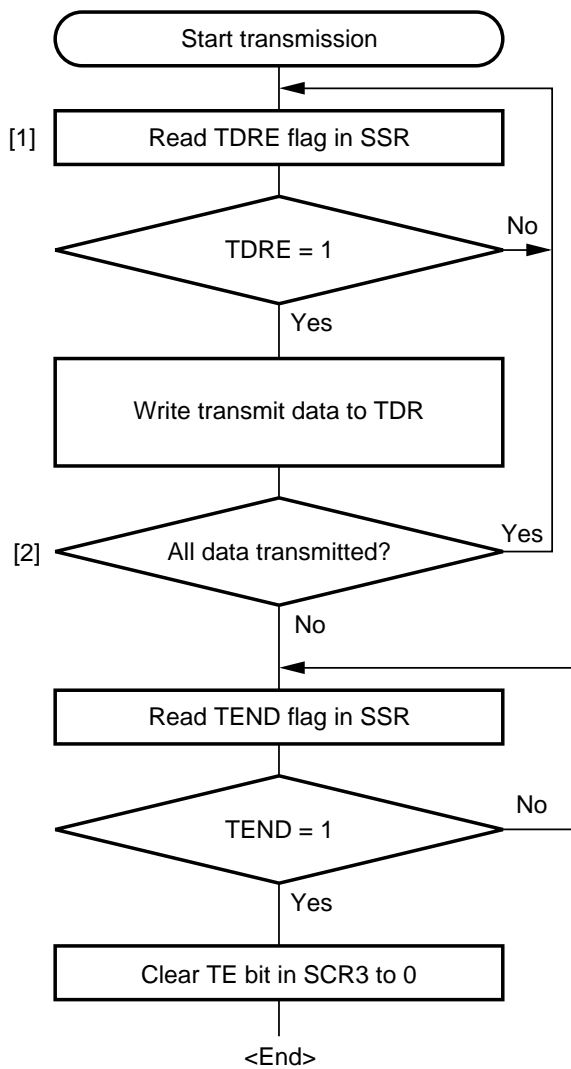 Start transmission
[1]
Read TDRE flag in SSR
No
TDRE = 1
Yes
Write transmit data to TDR
[2]
All data transmitted?
Yes
No
Read TEND flag in SSR
No
TEND = 1
Yes
Clear TE bit in SCR3 to 0
<End>